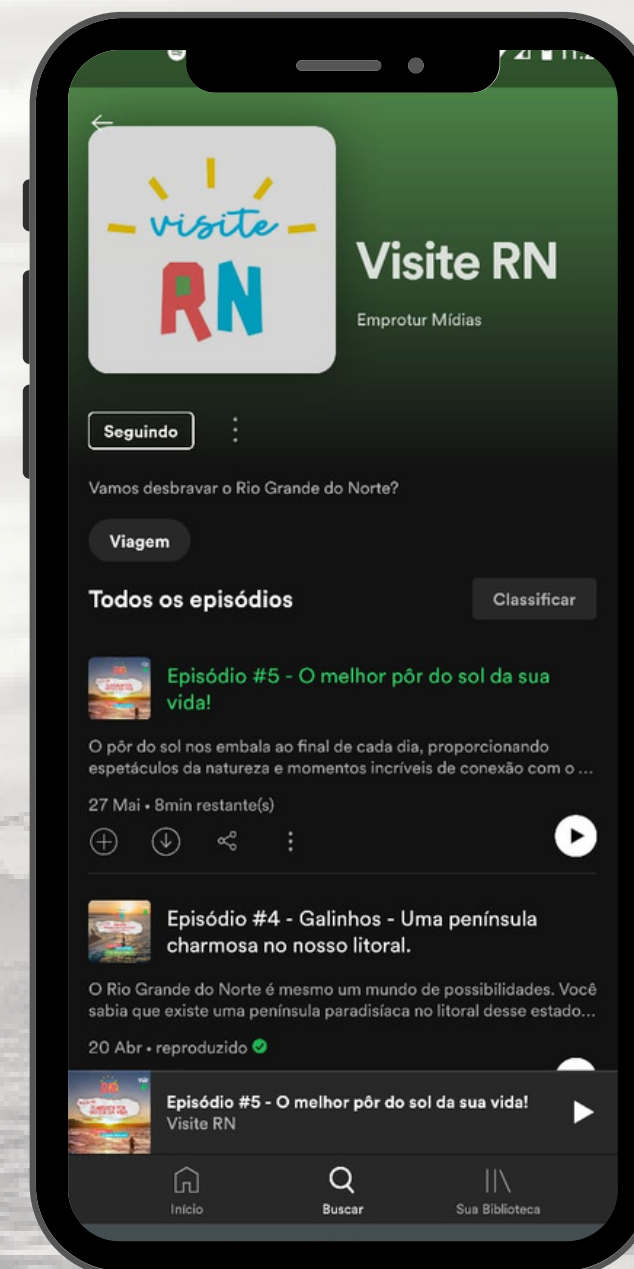 visite
RN
Visite RN
Emprotur Mídias
Seguindo
Vamos desbravar o Rio Grande do Norte?
Viagem
Todos os episódios
Classificar
Episódio #5 - O melhor pôr do sol da sua
vida!
O pôr do sol nos embala ao final de cada dia, proporcionando
espetáculos da natureza e momentos incríveis de conexão com o ...
27 Mai • 8min restante(s)
Episódio #4 - Galinhos - Uma península
charmosa no nosso litoral.
O Rio Grande do Norte é mesmo um mundo de possibilidades. Você
sabia que existe uma península paradisíaca no litoral desse estado...
20 Abr • reproduzido
Episódio #5 - O melhor pôr do sol da sua vida!
Visite RN
Início
Buscar
Sua Biblioteca